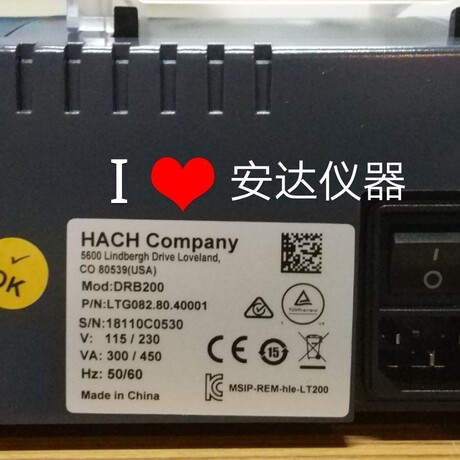 I ❤ 安达仪器
HACH Company
5600 Lindbergh Drive Loveland,
CO 80539(USA)
Mod:DRB200
P/N:LTG082.80.40001
S/N:18110C0530
V: 115 / 230
VA: 300 / 450
Hz: 50/60
Made in China
15
MSIP-REM-hle-LT200
OK